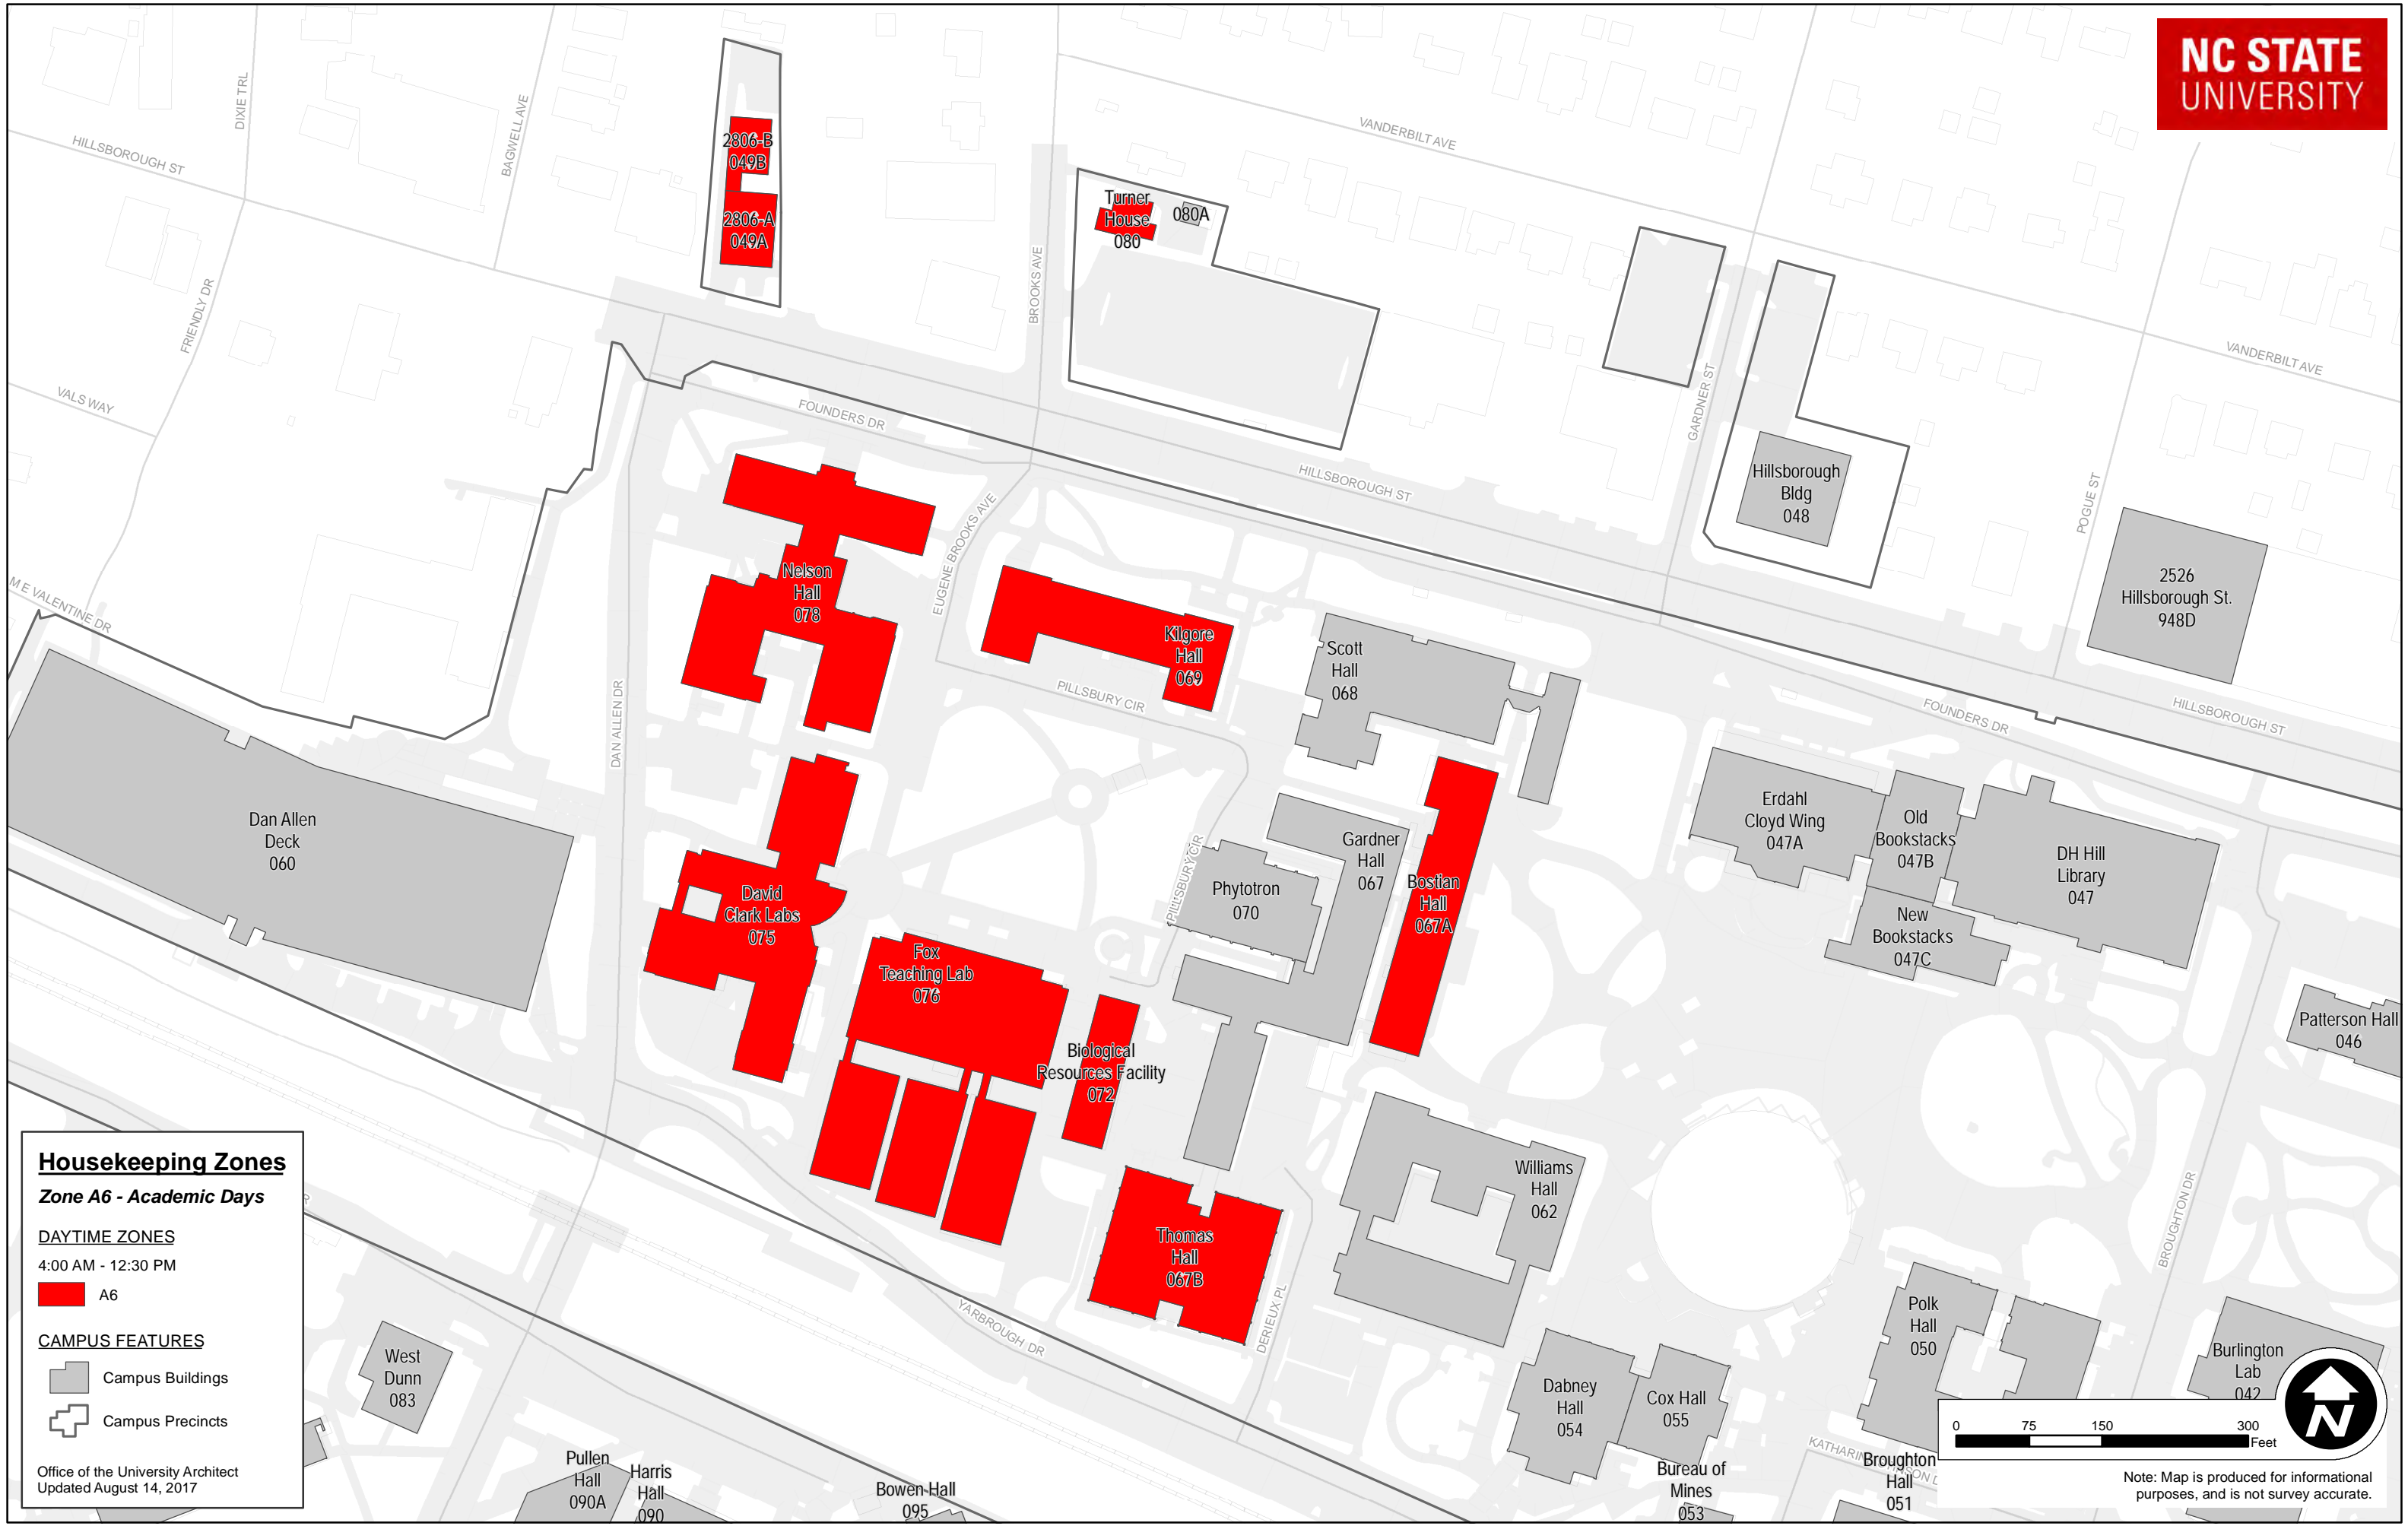 NC STATE
UNIVERSITY
DIXIE TRL
BAGWELL AVE
HILLSBOROUGH ST
2806-B
049B
2806-A
049A
VANDERBILT AVE
Turner
House
080
080A
BROOKS AVE
FRIENDLY DR
VALS WAY
GARDNER ST
VANDERBILT AVE
FOUNDERS DR
HILLSBOROUGH ST
Hillsborough
Bldg
048
POGUE ST
2526
Hillsborough St.
948D
EUGENE BROOKS AVE
Nelson
Hall
078
M E VALENTINE DR
Kilgore
Hall
069
Scott
Hall
068
PILLSBURY CIR
DAN ALLEN DR
FOUNDERS DR
HILLSBOROUGH ST
Dan Allen
Deck
060
Erdahl
Cloyd Wing
047A
Old
Bookstacks
047B
DH Hill
Library
047
New
Bookstacks
047C
Gardner
Hall
067
Phytotron
070
PILLSBURY CIR
Bostian
Hall
067A
David
Clark Labs
075
Fox
Teaching Lab
076
Patterson Hall
046
Biological
Resources Facility
072
Williams
Hall
062
Thomas
Hall
067B
BROUGHTON DR
YARBROUGH DR
DERIEUX PL
Polk
Hall
050
Burlington
Lab
042
Dabney
Hall
054
Cox Hall
055
West
Dunn
083
Pullen
Hall
090A
Harris
Hall
090
Bowen Hall
095
Bureau of
Mines
053
Broughton
Hall
051
Housekeeping Zones
Zone A6 - Academic Days
DAYTIME ZONES
4:00 AM - 12:30 PM
A6
CAMPUS FEATURES
Campus Buildings
Campus Precincts
Office of the University Architect
Updated August 14, 2017
0 75 150 300
Feet
N
Note: Map is produced for informational
purposes, and is not survey accurate.